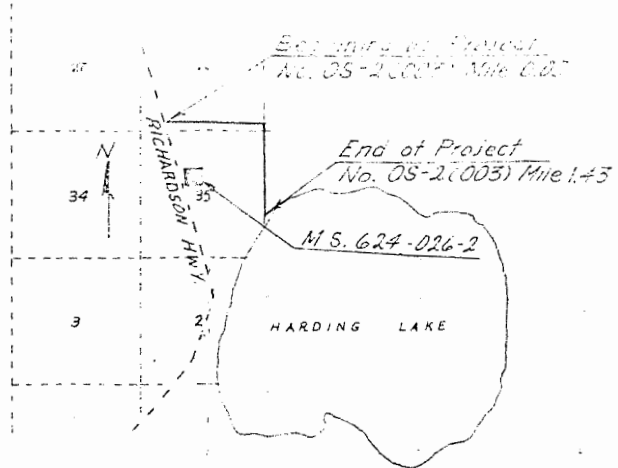 Beginning of Project
No. OS-2(003) Mile 0.03
RICHARDSON HWY.
N
End of Project
No. OS-2(003) Mile 1.43
34
35
M S. 624-026-2
3
2
HARDING LAKE